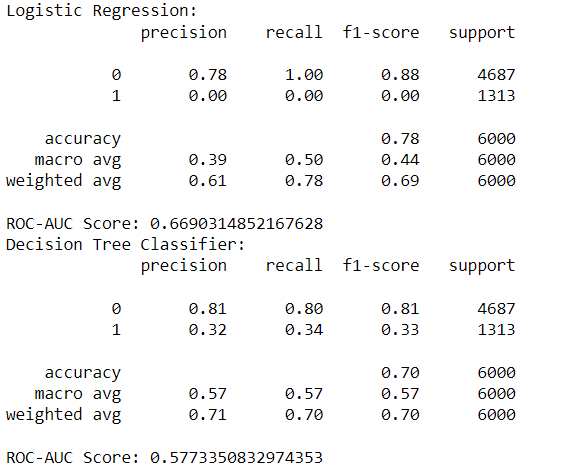 Logistic Regression:
              precision    recall  f1-score   support

           0       0.78      1.00      0.88      4687
           1       0.00      0.00      0.00      1313

    accuracy                           0.78      6000
   macro avg       0.39      0.50      0.44      6000
weighted avg       0.61      0.78      0.69      6000

ROC-AUC Score: 0.6690314852167628
Decision Tree Classifier:
              precision    recall  f1-score   support

           0       0.81      0.80      0.81      4687
           1       0.32      0.34      0.33      1313

    accuracy                           0.70      6000
   macro avg       0.57      0.57      0.57      6000
weighted avg       0.71      0.70      0.70      6000

ROC-AUC Score: 0.5773350832974353